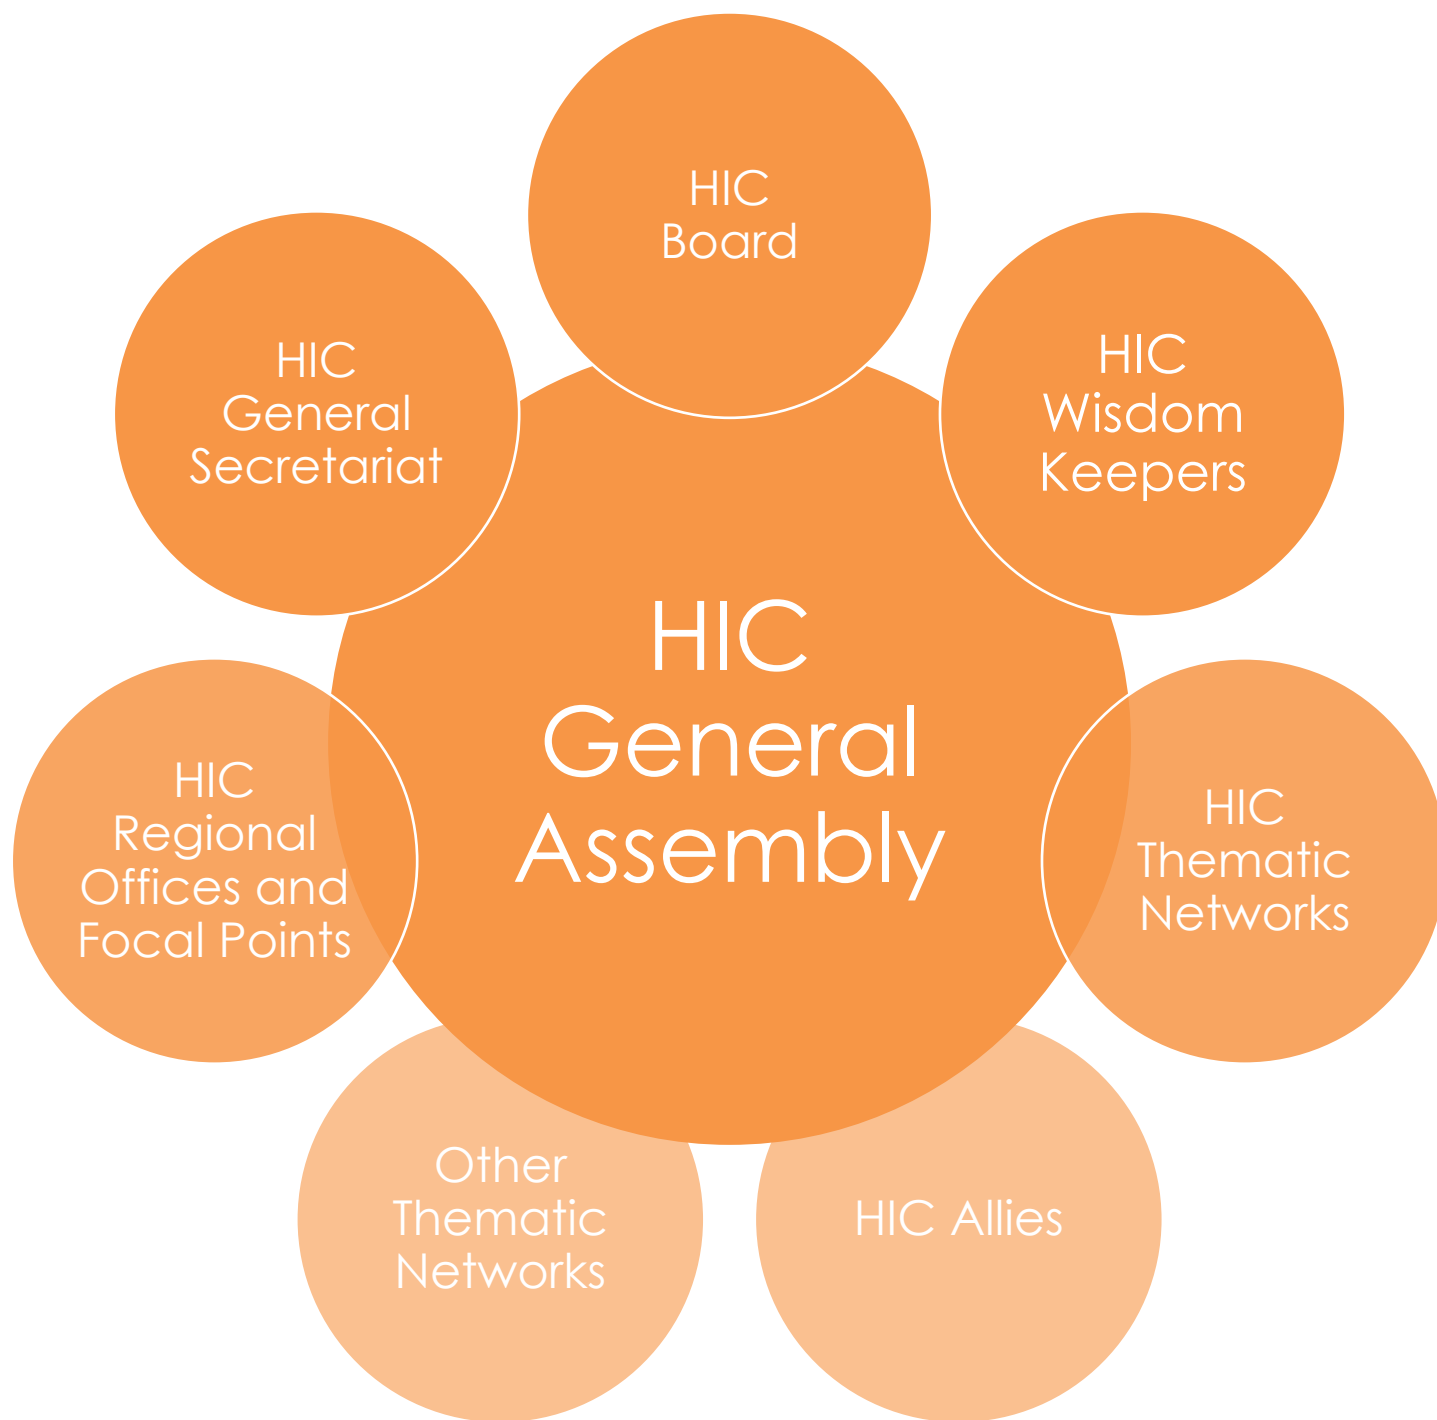 HIC
Board
HIC
General
Secretariat
HIC
Wisdom
Keepers
HIC
General
Assembly
HIC
Regional
Offices and
Focal Points
HIC
Thematic
Networks
Other
Thematic
Networks
HIC Allies